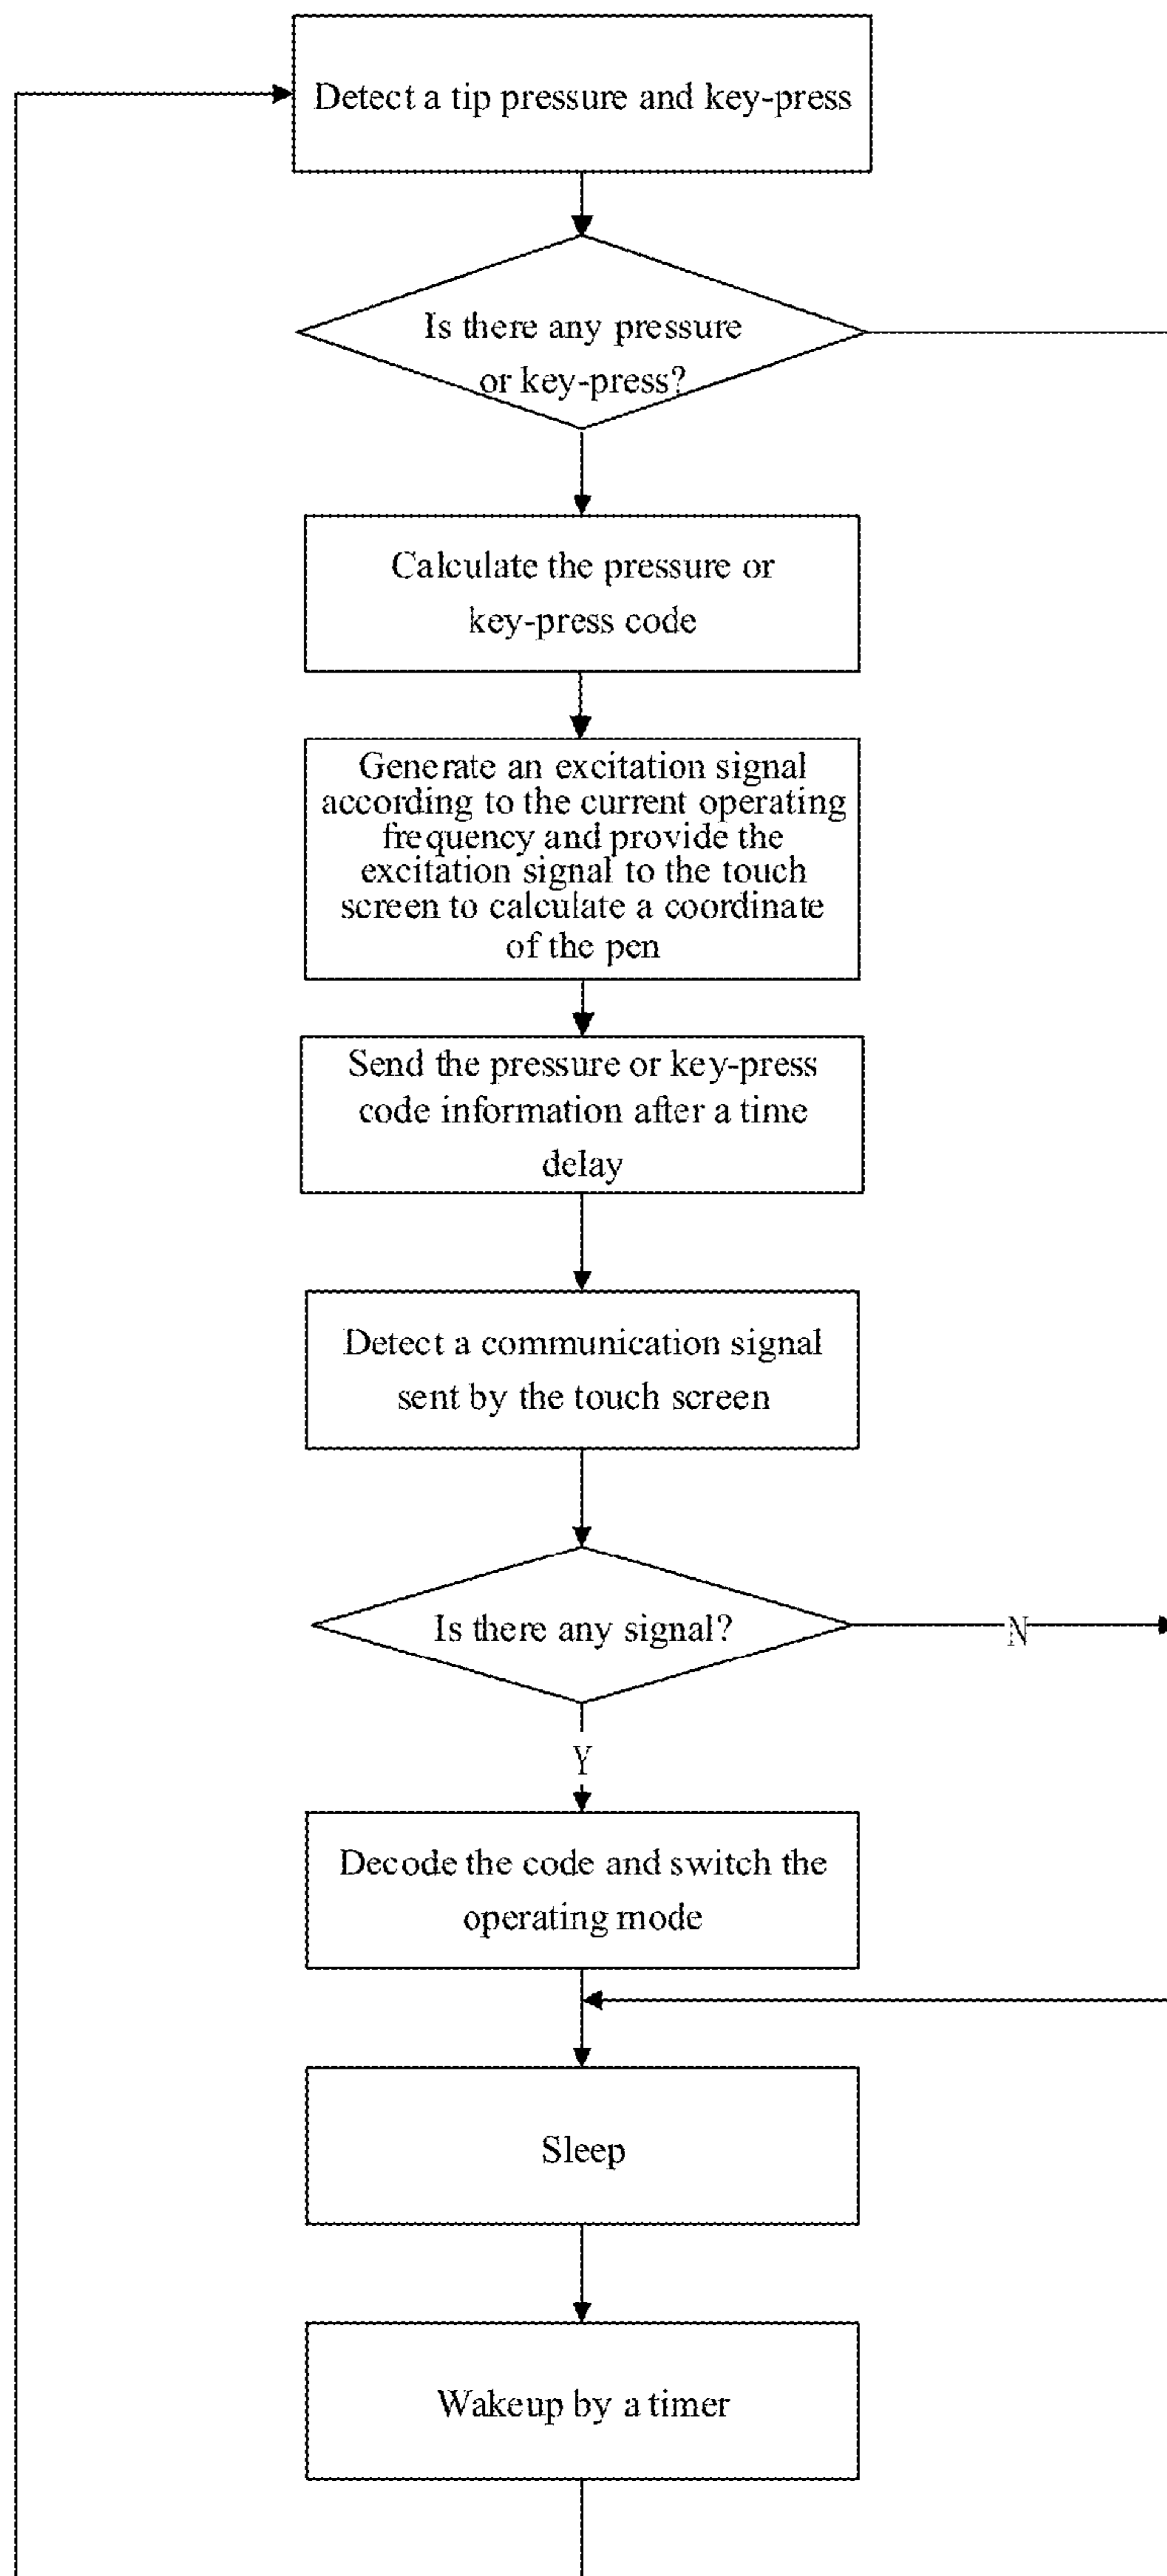 Detect a tip pressure and key-press
Is there any pressure
or key-press?
Calculate the pressure or
key-press code
Generate an excitation signal
according to the current operating
frequency and provide the
excitation signal to the touch
screen to calculate a coordinate
of the pen
Send the pressure or key-press
code information after a time
delay
Detect a communication signal
sent by the touch screen
Is there any signal?
N
Y
Decode the code and switch the
operating mode
Sleep
Wakeup by a timer